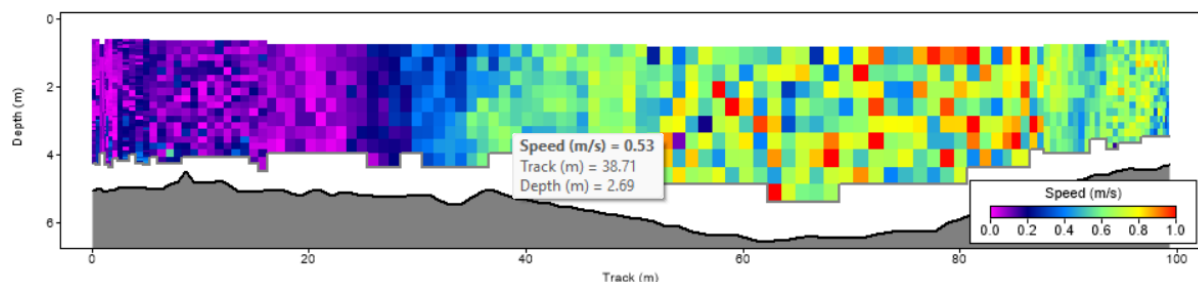 0
2
4
6
Depth (m)
Speed (m/s) = 0.53
Track (m) = 38.71
Depth (m) = 2.69
Speed (m/s)
0.0 0.2 0.4 0.6 0.8 1.0
0 20 40 60 80 100
Track (m)